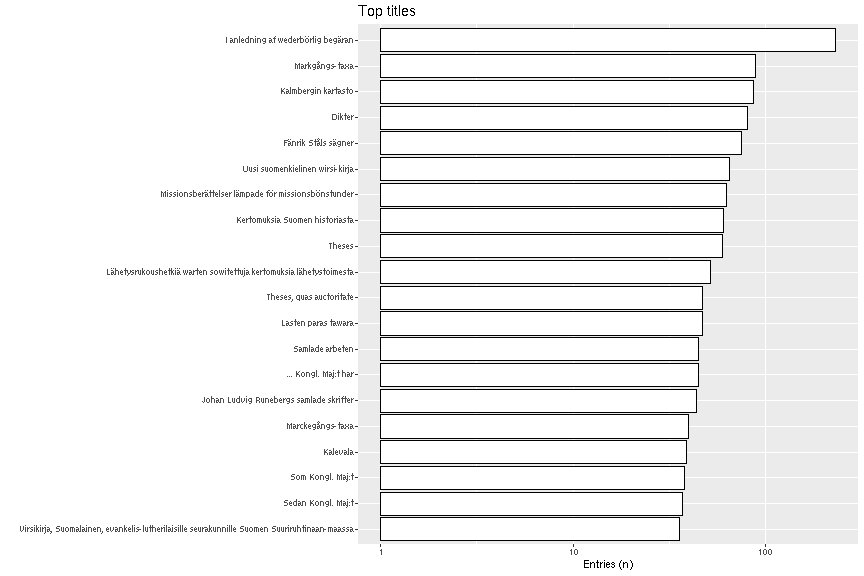 Top titles
I anledning af wederbörlig begäran
Markgångs-taxa
Kalmbergin kartasto
Dikter
Fänrik Ståls sägner
Uusi suomenkielinen wirsi-kirja
Missionsberättelser lämpade för missionsbönstunder
Kertomuksia Suomen historiasta
Theses
Lähetysrukoushetkiä warten sowitettuja kertomuksia lähetystoimesta
Theses, quas auctoritate
Lasten paras tawara
Samlade arbeten
... Kongl. Maj:t har
Johan Ludvig Runebergs samlade skrifter
Marckegångs-taxa
Kalevala
Som Kongl. Maj:t
Sedan Kongl. Maj:t
Virsikirja, Suomalainen, evankelis-lutherilaisille seurakunnille Suomen Suuriruhtinaan-maassa
1 10 100
Entries (n)